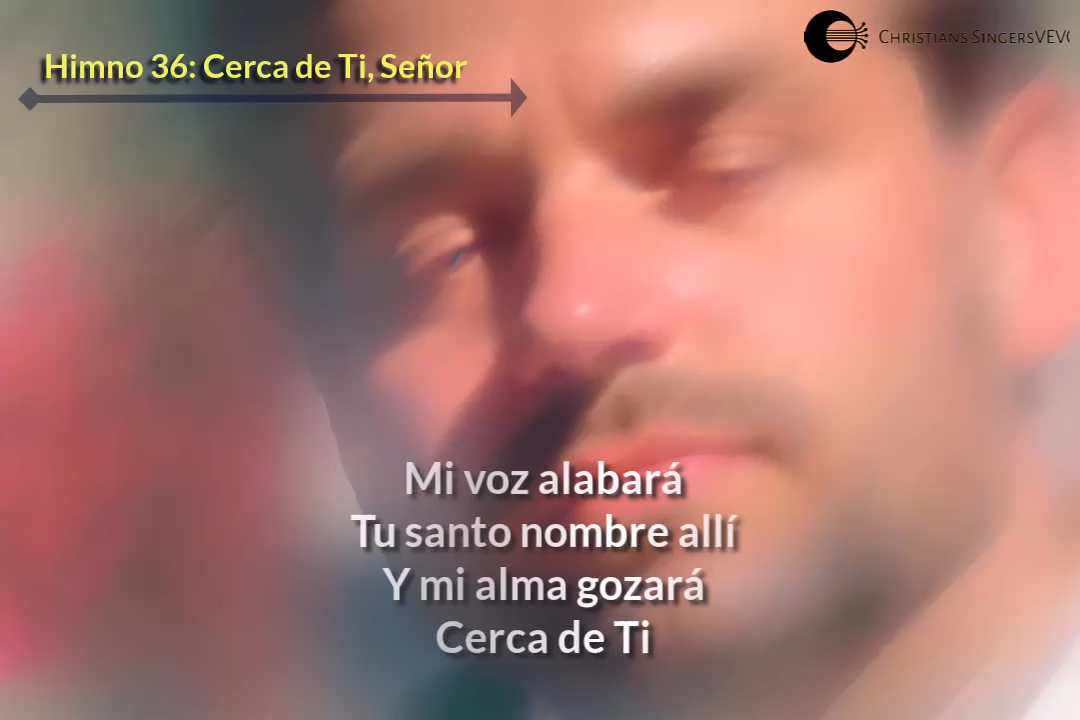 Himno 36: Cerca de Ti, Señor
CHRISTIANS SINGERSVEVO
Mi voz alabará
Tu santo nombre allí
Y mi alma gozará
Cerca de Ti